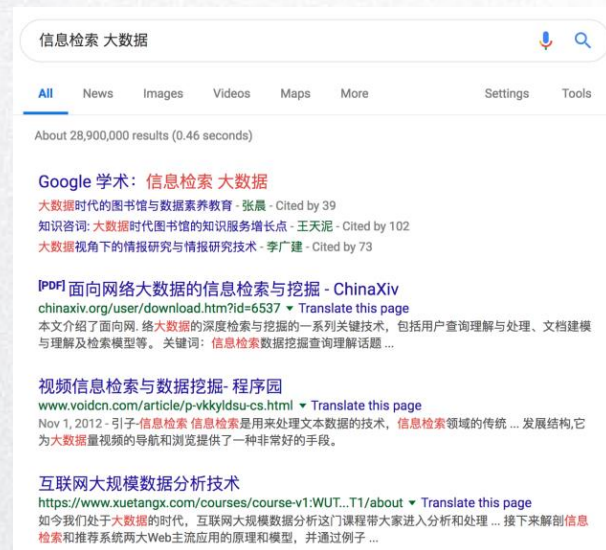 信息检索 大数据
All News Images Videos Maps More Settings Tools
About 28,900,000 results (0.46 seconds)
Google 学术：信息检索 大数据
大数据时代的图书馆与数据素养教育 - 张晨 - Cited by 39
知识咨词: 大数据时代图书馆的知识服务增长点 - 王天泥 - Cited by 102
大数据视角下的情报研究与情报研究技术 - 李广建 - Cited by 73
[PDF] 面向网络大数据的信息检索与挖掘 - ChinaXiv
chinaxiv.org/user/download.htm?id=6537 ▾ Translate this page
本文介绍了面向网. 络大数据的深度检索与挖掘的一系列关键技术，包括用户查询理解与处理、文档建模
与理解及检索模型等。 关键词：信息检索数据挖掘查询理解话题 ...
视频信息检索与数据挖掘- 程序园
www.voidcn.com/article/p-vkkyldsu-cs.html ▾ Translate this page
Nov 1, 2012 - 引子-信息检索 信息检索是用来处理文本数据的技术，信息检索领域的传统 ... 发展结构,它
为大数据量视频的导航和浏览提供了一种非常好的手段。
互联网大规模数据分析技术
https://www.xuetangx.com/courses/course-v1:WUT...T1/about ▾ Translate this page
如今我们处于大数据的时代，互联网大规模数据分析这门课程带大家进入分析和处理 ... 接下来解剖信息
检索和推荐系统两大Web主流应用的原理和模型，并通过例子 ...